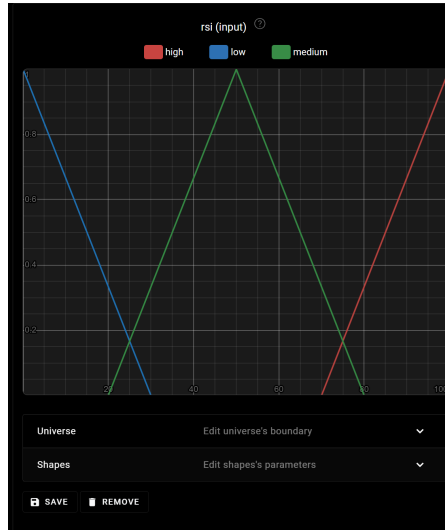 rsi (input) ?
high low medium
1
0.8
0.6
0.4
0.2
20 40 60 80 100
Universe Edit universe's boundary
Shapes Edit shapes's parameters
SAVE REMOVE